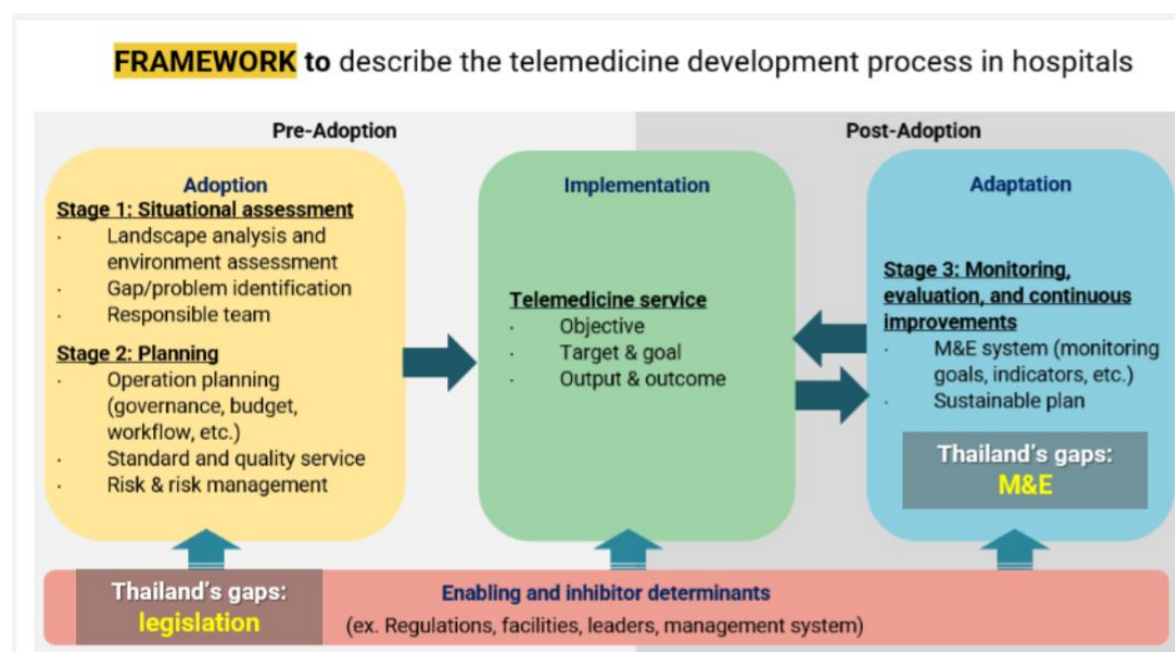 FRAMEWORK to describe the telemedicine development process in hospitals
Pre-Adoption
Post-Adoption
Adoption
Stage 1: Situational assessment
· Landscape analysis and
environment assessment
· Gap/problem identification
· Responsible team
Stage 2: Planning
· Operation planning
(governance, budget,
workflow, etc.)
· Standard and quality service
· Risk & risk management
Implementation
Telemedicine service
· Objective
· Target & goal
· Output & outcome
Adaptation
Stage 3: Monitoring,
evaluation, and continuous
improvements
· M&E system (monitoring
goals, indicators, etc.)
· Sustainable plan
Thailand's gaps:
M&E
Thailand's gaps:
legislation
Enabling and inhibitor determinants
(ex. Regulations, facilities, leaders, management system)